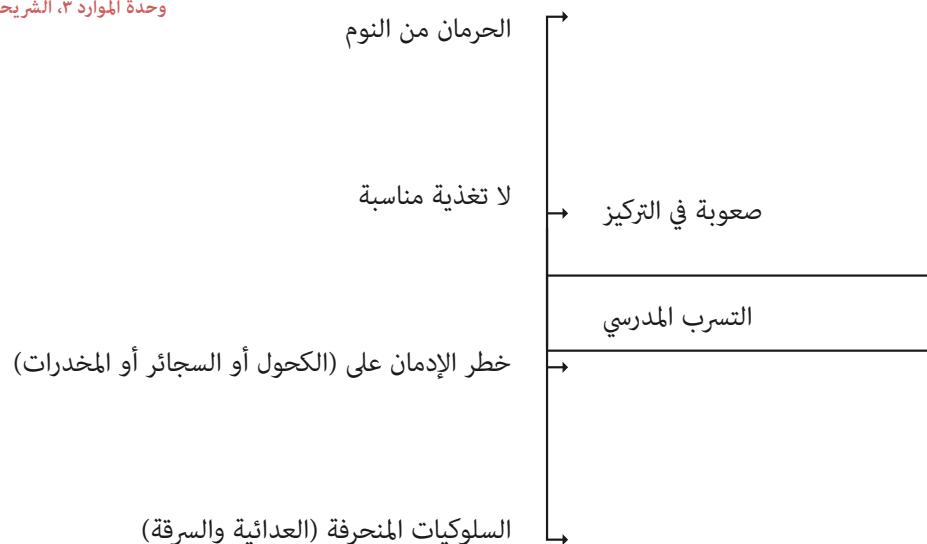 وحدة الموارد ٣، الشريحة
الحرمان من النوم
لا تغذية مناسبة
صعوبة في التركيز
التسرب المدرسي
خطر الإدمان على (الكحول أو السجائر أو المخدرات)
السلوكيات المنحرفة (العدائية والسرقة)